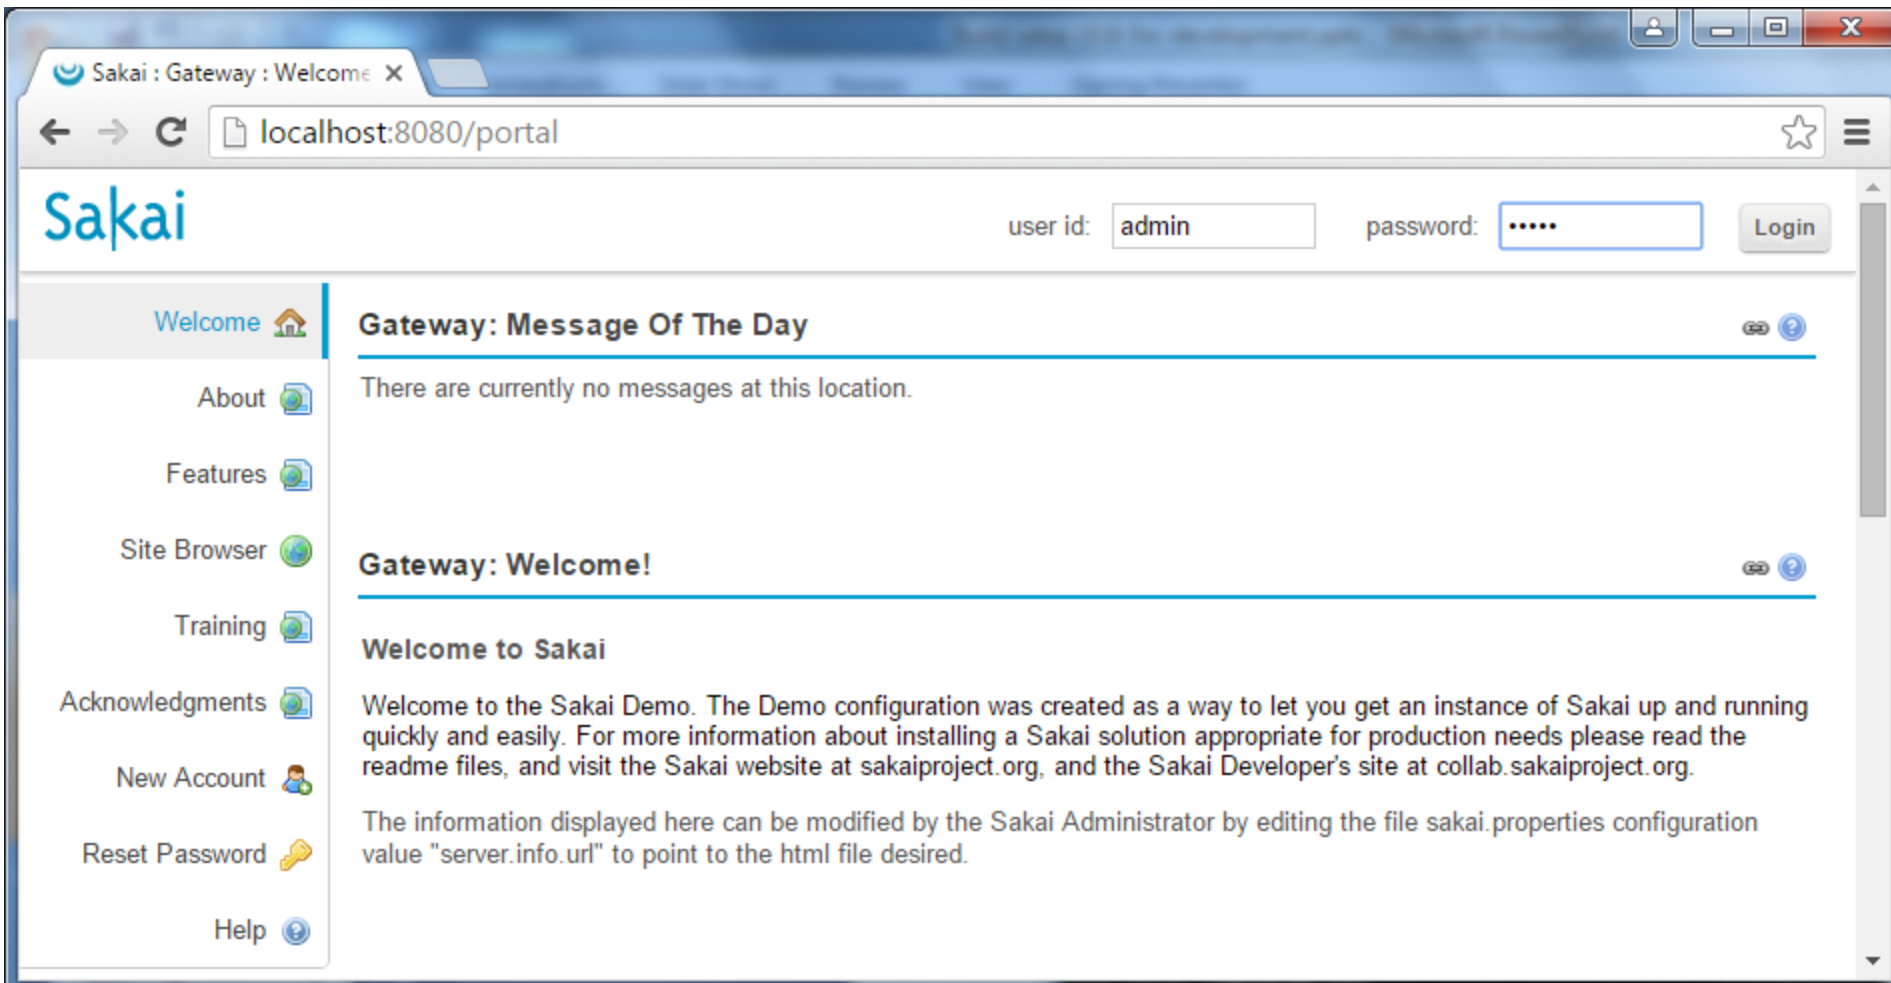 Sakai : Gateway : Welcome
localhost:8080/portal
Sakai
user id: admin password: ••••• Login
Welcome
About
Features
Site Browser
Training
Acknowledgments
New Account
Reset Password
Help
Gateway: Message Of The Day
There are currently no messages at this location.
Gateway: Welcome!
Welcome to Sakai
Welcome to the Sakai Demo. The Demo configuration was created as a way to let you get an instance of Sakai up and running
quickly and easily. For more information about installing a Sakai solution appropriate for production needs please read the
readme files, and visit the Sakai website at sakaiproject.org, and the Sakai Developer's site at collab.sakaiproject.org.
The information displayed here can be modified by the Sakai Administrator by editing the file sakai.properties configuration
value "server.info.url" to point to the html file desired.